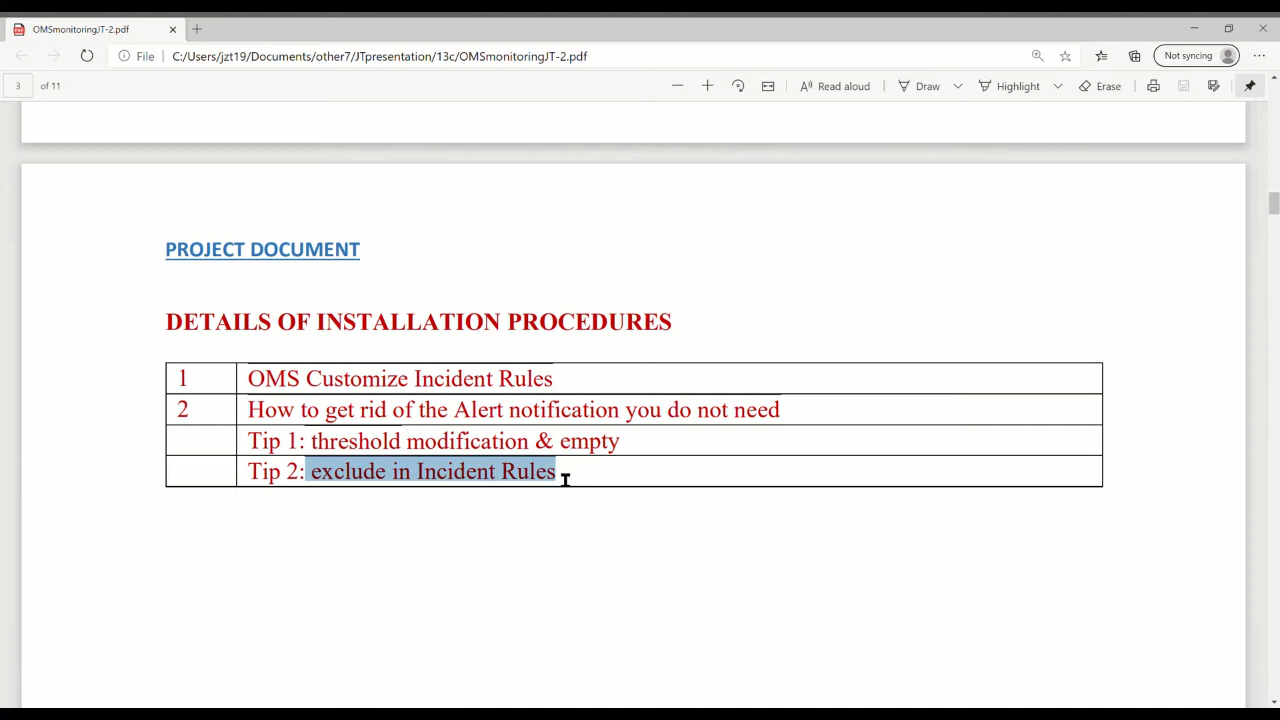 OMSmonitoringJT-2.pdf
File C:/Users/jzt19/Documents/other7/JTpresentation/13c/OMSmonitoringJT-2.pdf Not syncing
3 of 11 Read aloud Draw Highlight Erase
PROJECT DOCUMENT
DETAILS OF INSTALLATION PROCEDURES
1 OMS Customize Incident Rules
2 How to get rid of the Alert notification you do not need
Tip 1: threshold modification & empty
Tip 2: exclude in Incident Rules